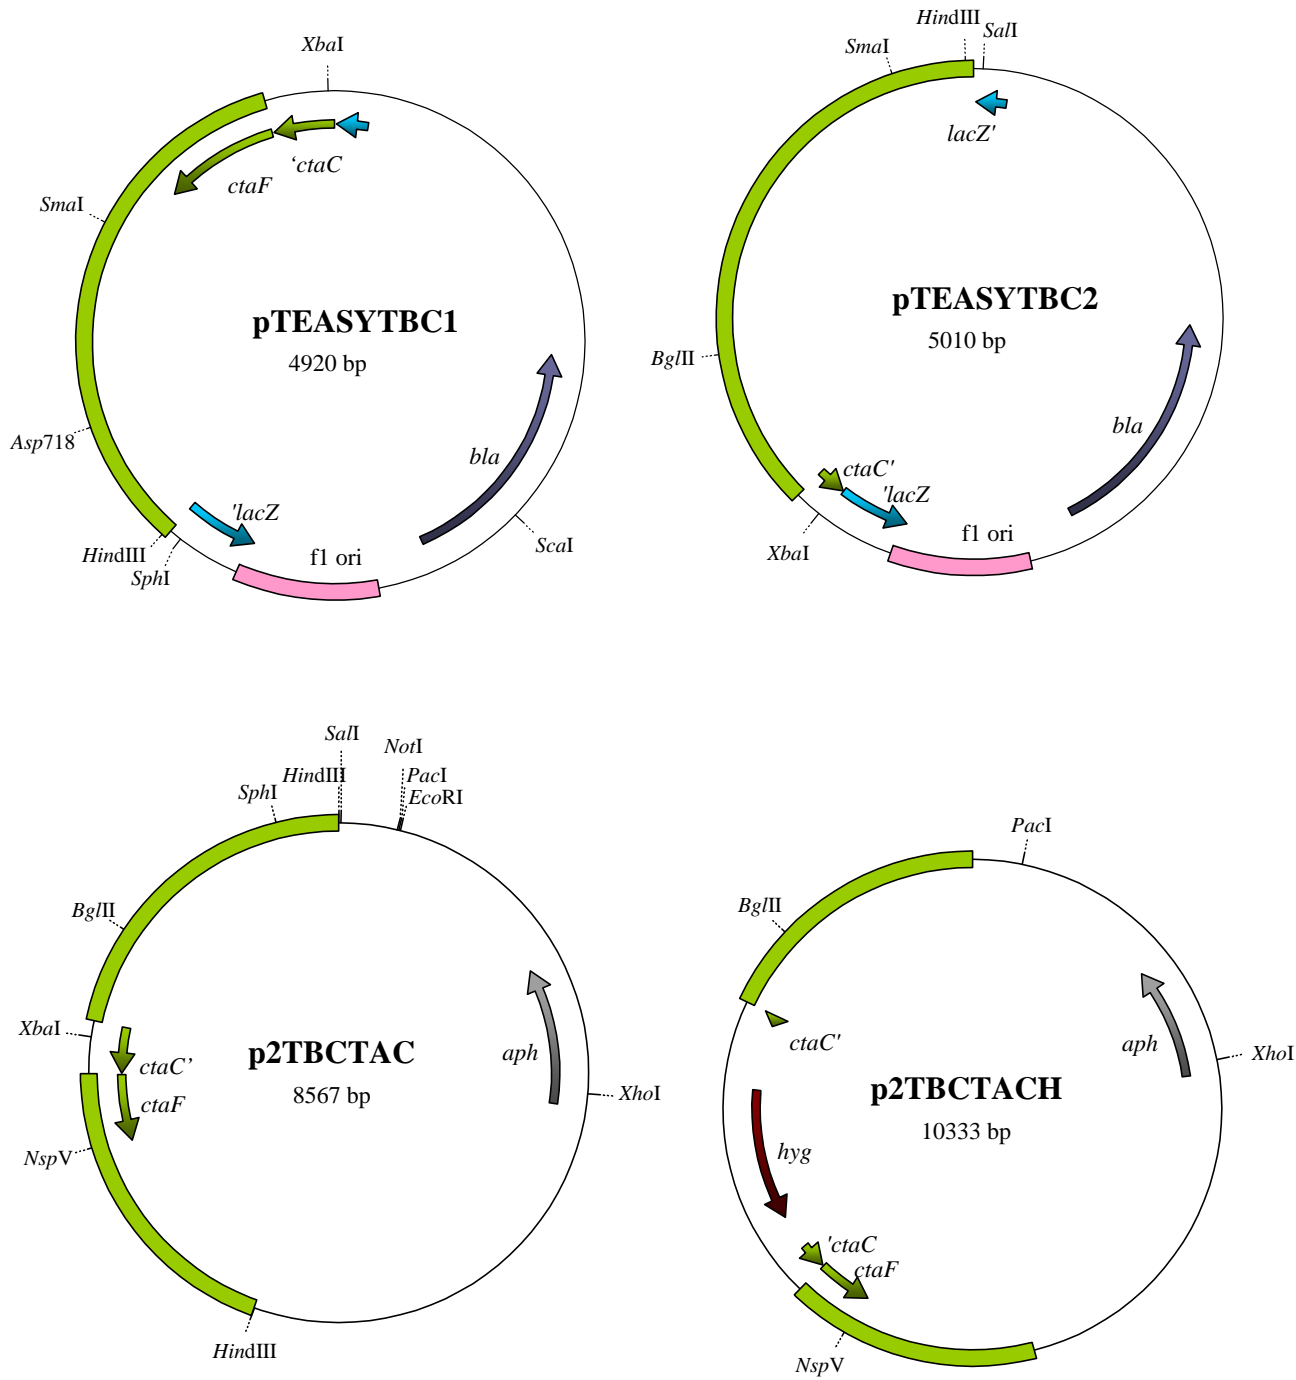 XbaI
'ctaC
ctaF
SmaI
pTEASYTBC1
4920 bp
bla
Asp718
'lacZ
ScaI
HindIII
SphI
f1 ori
HindIII
SalI
SmaI
lacZ'
pTEASYTBC2
5010 bp
BglII
bla
ctaC'
'lacZ
XbaI
f1 ori
SalI
NotI
HindIII
PacI
SphI
EcoRI
BglII
XbaI
ctaC’
p2TBCTAC
aph
8567 bp
XhoI
ctaF
NspV
HindIII
PacI
BglII
ctaC'
aph
XhoI
p2TBCTACH
10333 bp
hyg
'ctaC
ctaF
NspV